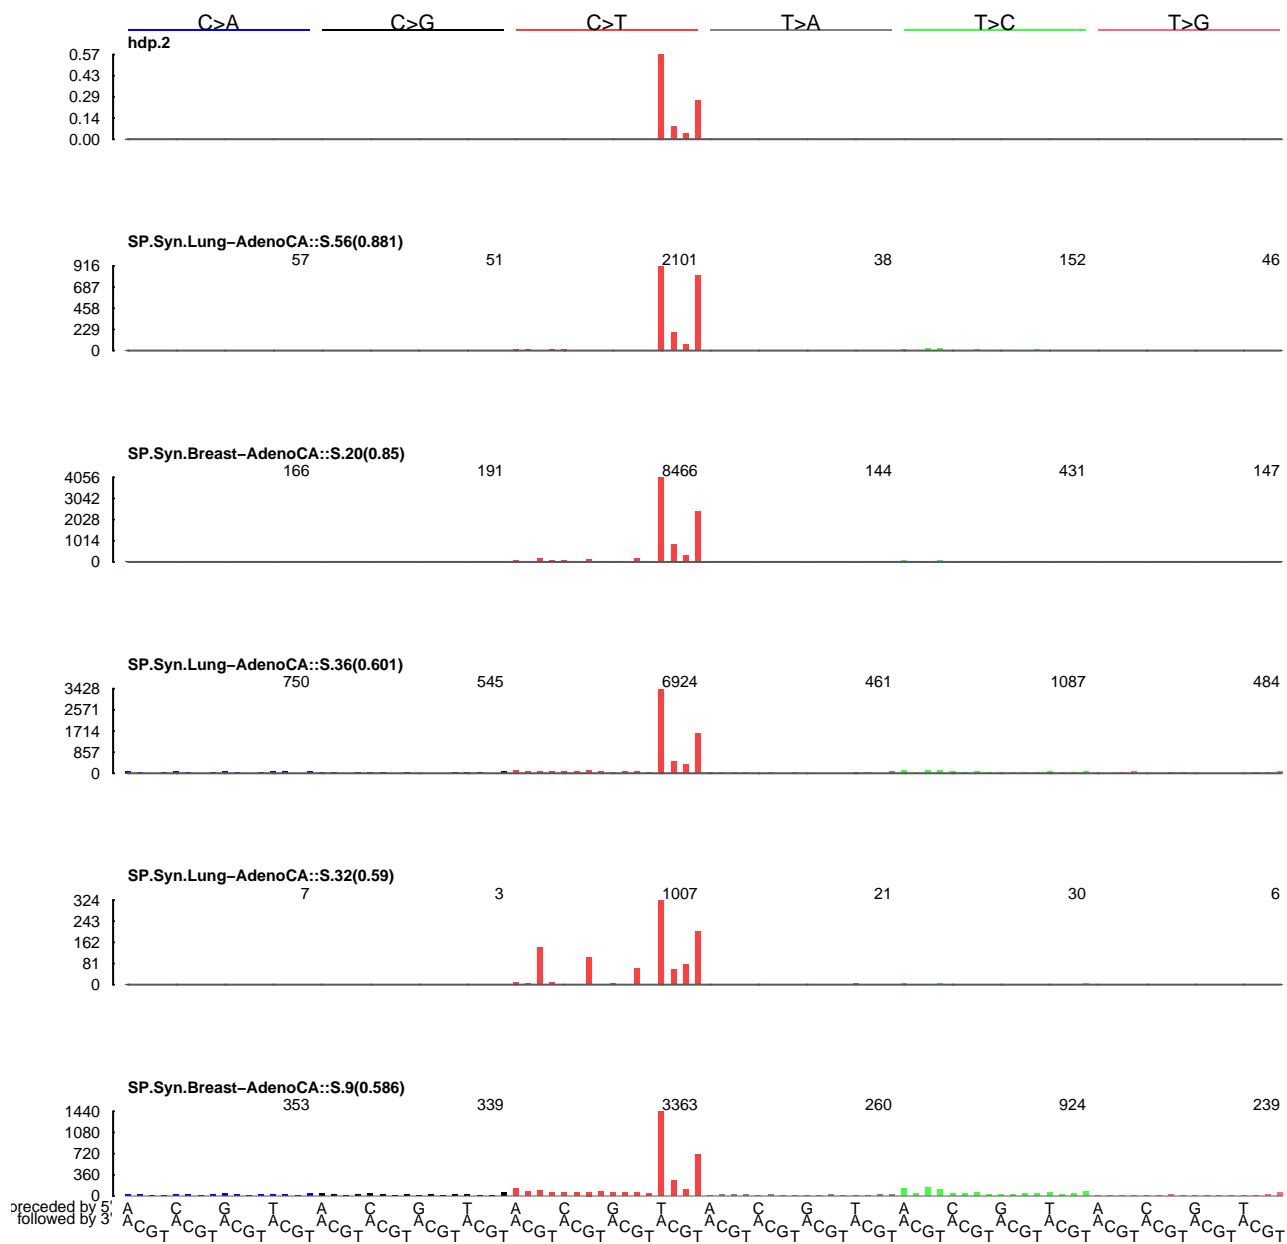 C>A C>G C>T T>A T>C T>G
hdp.2
0.57
0.43
0.29
0.14
0.00
SP.Syn.Lung−AdenoCA::S.56(0.881)
57 51 2101 38 152 46
916
687
458
229
0
SP.Syn.Breast−AdenoCA::S.20(0.85)
166 191 8466 144 431 147
4056
3042
2028
1014
0
SP.Syn.Lung−AdenoCA::S.36(0.601)
750 545 6924 461 1087 484
3428
2571
1714
857
0
SP.Syn.Lung−AdenoCA::S.32(0.59)
7 3 1007 21 30 6
324
243
162
81
0
SP.Syn.Breast−AdenoCA::S.9(0.586)
353 339 3363 260 924 239
1440
1080
720
360
0
preceded by 5' A C G T A C G T A C G T A C G T A C G T A C G T
followed by 3' A C G T A C G T A C G T A C G T A C G T A C G T A C G T A C G T A C G T A C G T A C G T A C G T A C G T A C G T A C G T A C G T A C G T A C G T A C G T A C G T A C G T A C G T A C G T A C G T